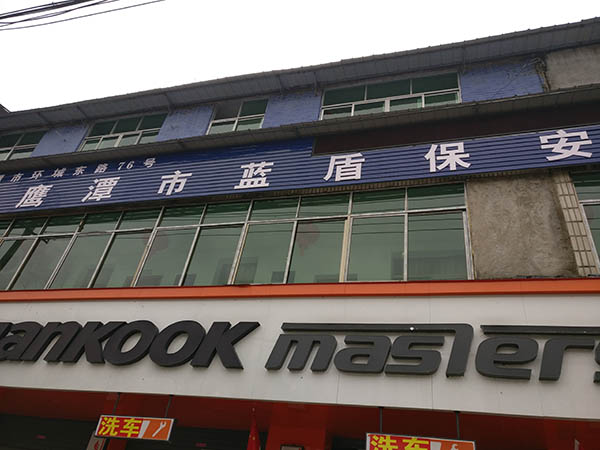 市环城东路76号
鹰潭市蓝盾保安
Hankook masters
洗车
洗车